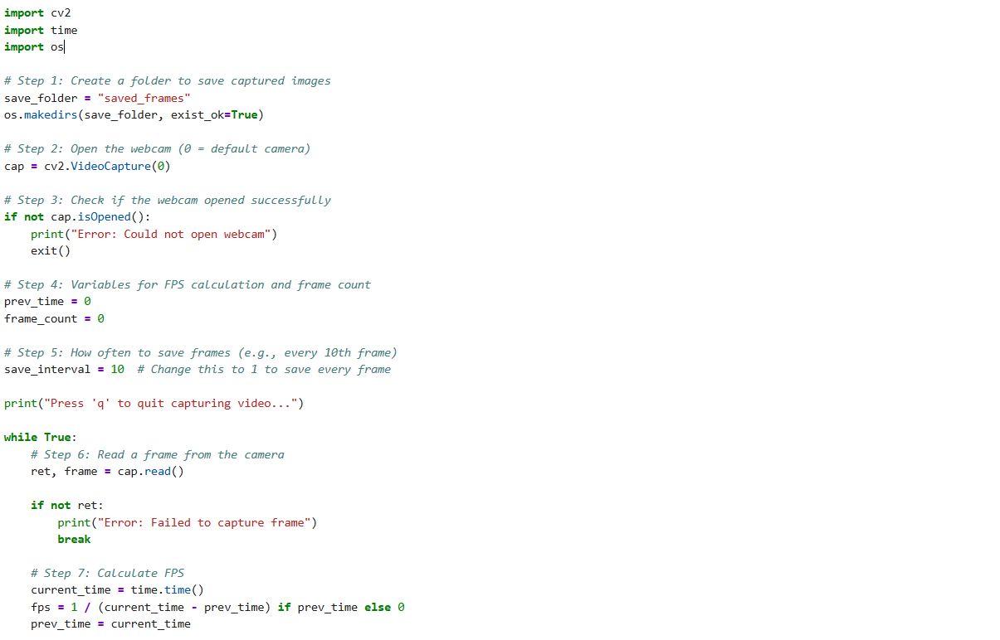 import cv2
import time
import os

# Step 1: Create a folder to save captured images
save_folder = "saved_frames"
os.makedirs(save_folder, exist_ok=True)

# Step 2: Open the webcam (0 = default camera)
cap = cv2.VideoCapture(0)

# Step 3: Check if the webcam opened successfully
if not cap.isOpened():
    print("Error: Could not open webcam")
    exit()

# Step 4: Variables for FPS calculation and frame count
prev_time = 0
frame_count = 0

# Step 5: How often to save frames (e.g., every 10th frame)
save_interval = 10  # Change this to 1 to save every frame

print("Press 'q' to quit capturing video...")

while True:
    # Step 6: Read a frame from the camera
    ret, frame = cap.read()

    if not ret:
        print("Error: Failed to capture frame")
        break

    # Step 7: Calculate FPS
    current_time = time.time()
    fps = 1 / (current_time - prev_time) if prev_time else 0
    prev_time = current_time